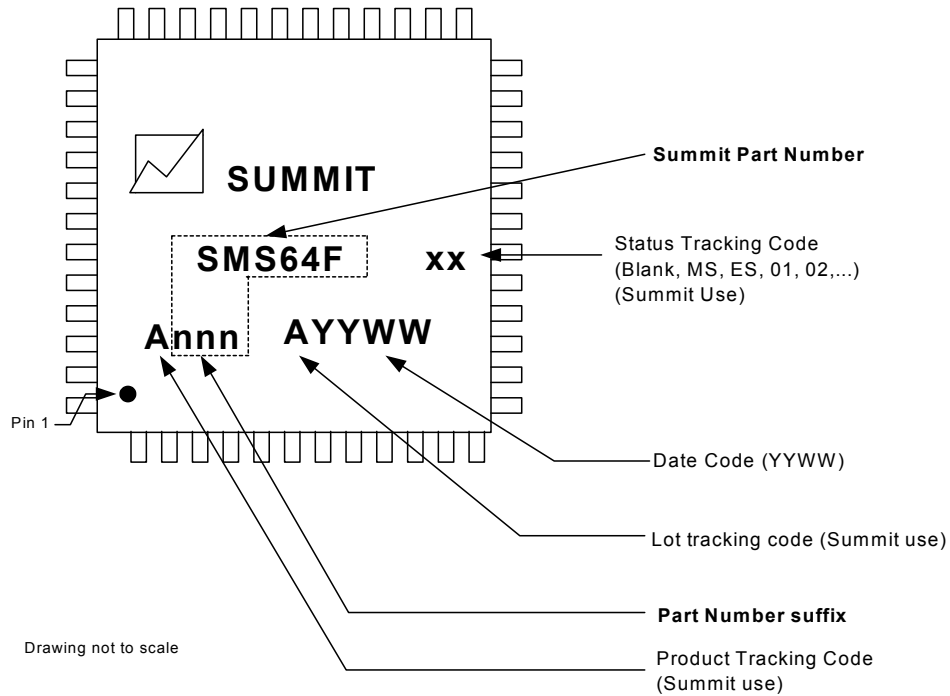 SUMMIT
Summit Part Number
SMS64F
xx
Status Tracking Code
(Blank, MS, ES, 01, 02,...)
(Summit Use)
Annn
AYYWW
Pin 1
Date Code (YYWW)
Lot tracking code (Summit use)
Part Number suffix
Drawing not to scale
Product Tracking Code
(Summit use)